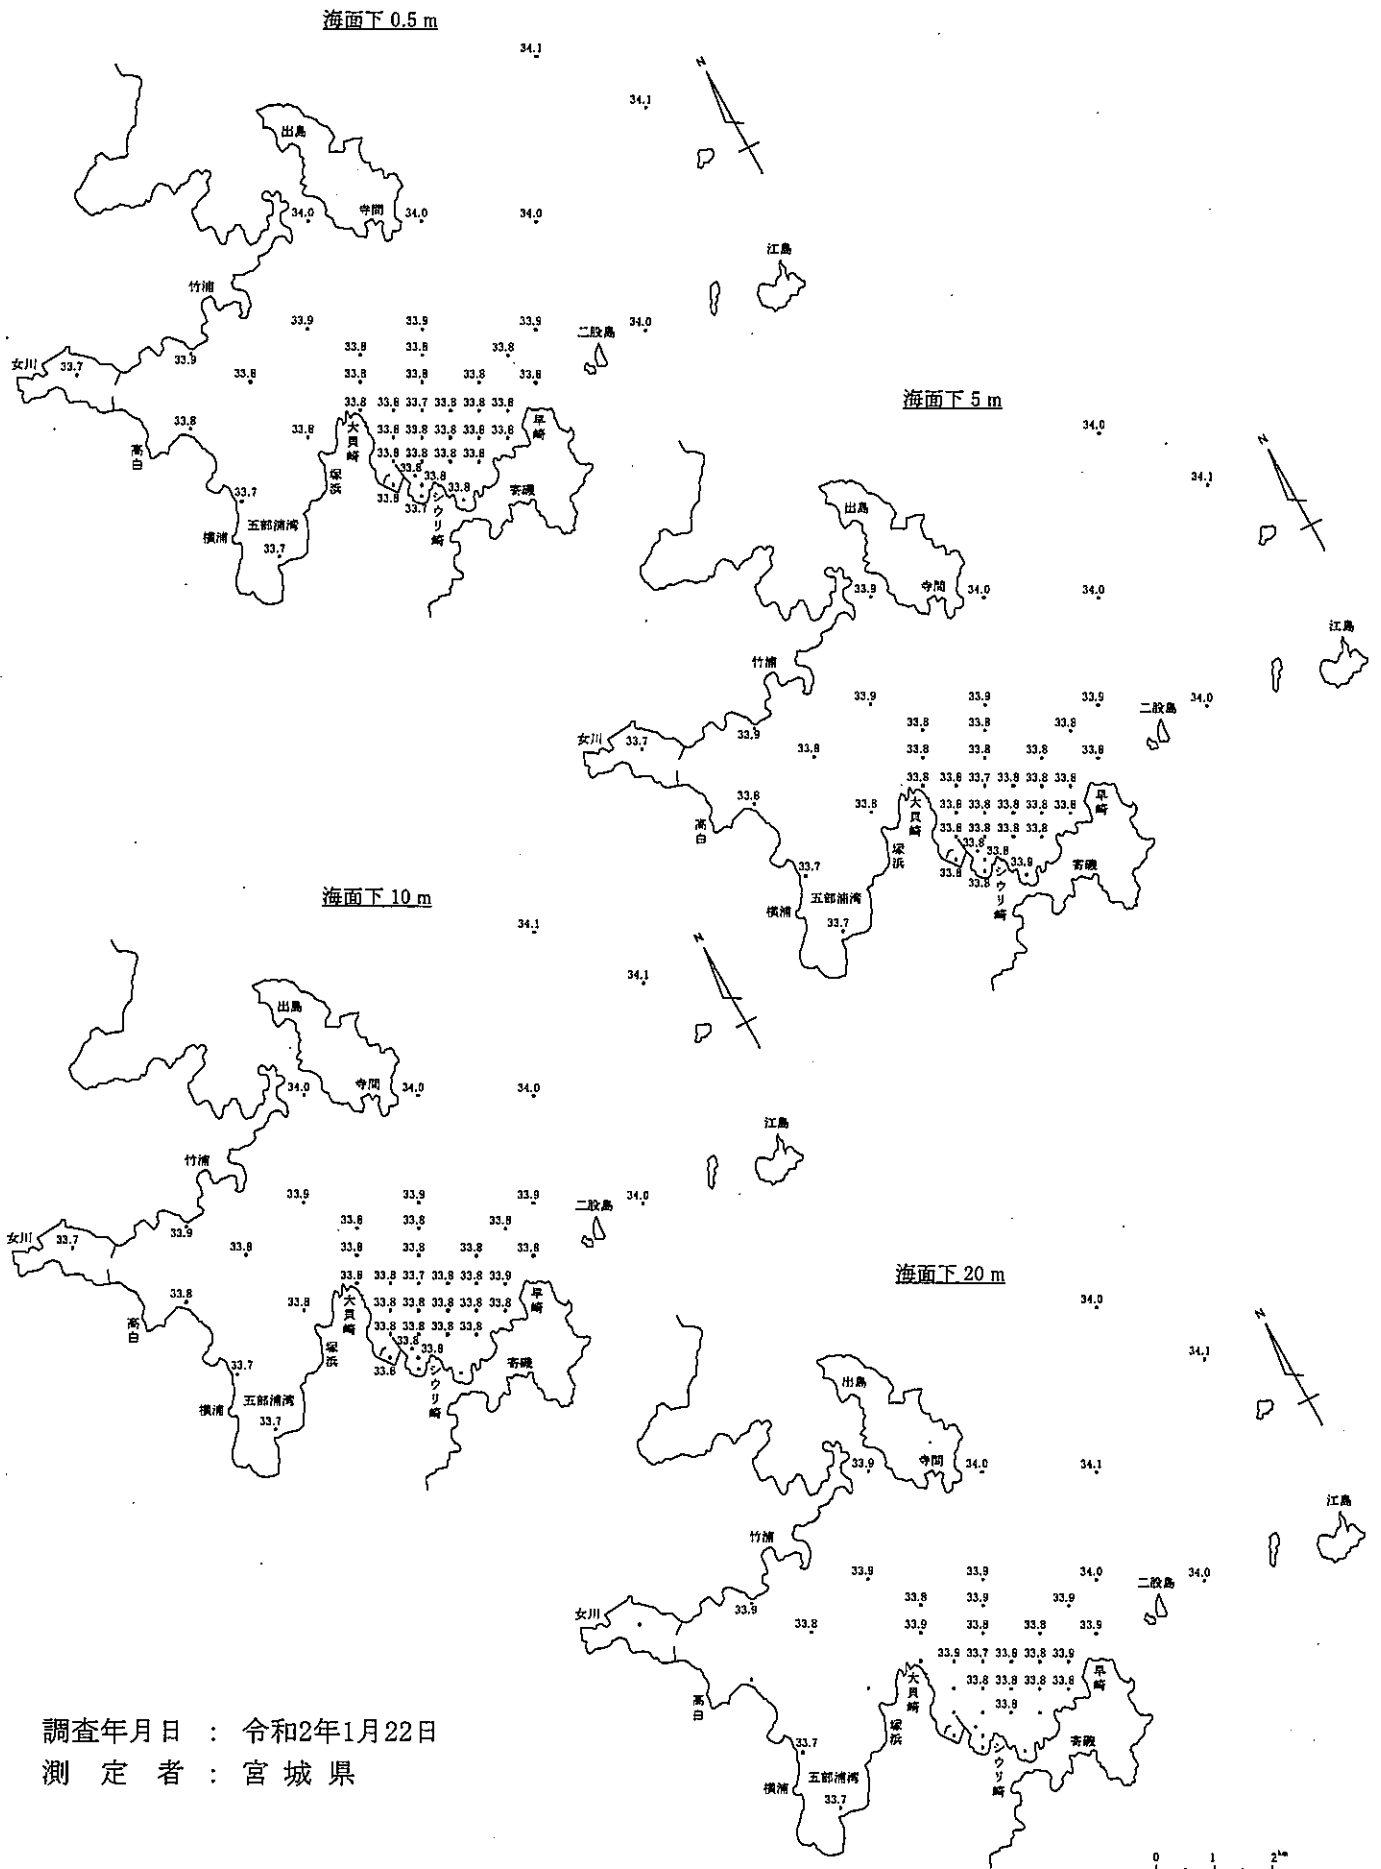 海面下 0.5 m
34.1
N
34.1
出島
寺間
34.0 34.0 34.0
江島
竹浦
33.9 33.9 33.9 34.0
二股島
女川 33.7 33.9 33.8 33.8 33.8
33.8 33.8 33.8 33.8 33.8
33.8 33.8 33.7 33.8 33.8 33.8
高白 33.8 33.8 大貝崎 33.8 33.8 33.8 33.8 33.8 早崎
塚浜 33.8 33.8 33.8 33.8
33.8 33.8 33.8
33.7 33.8 33.7 シウリ崎 寄磯
横浦 五部浦湾
33.7
海面下 5 m
34.0
N
34.1
出島
寺間
33.9 34.0 34.0
江島
竹浦
33.9 33.9 33.9 34.0
二股島
女川 33.7 33.9 33.8 33.8 33.8
33.8 33.8 33.8 33.8 33.8
33.8 33.8 33.7 33.8 33.8 33.8
高白 33.8 33.8 大貝崎 33.8 33.8 33.8 33.8 33.8 早崎
塚浜 33.8 33.8 33.8 33.8
33.8 33.8
33.7 33.8 33.8 シウリ崎 寄磯
横浦 五部浦湾
33.7
海面下 10 m
34.1
N
34.1
出島
寺間
34.0 34.0 34.0
江島
竹浦
33.9 33.9 33.9 34.0
二股島
女川 33.7 33.9 33.8 33.8 33.8
33.8 33.8 33.8 33.8 33.8
33.8 33.8 33.7 33.8 33.8 33.9
高白 33.8 33.8 大貝崎 33.8 33.8 33.8 33.8 33.8 早崎
塚浜 33.8 33.8 33.8 33.8
33.8 33.8
33.7 33.8 シウリ崎 寄磯
横浦 五部浦湾
33.7
海面下 20 m
34.0
N
34.1
出島
寺間
33.9 34.0 34.1
江島
竹浦
33.9 33.9 34.0 34.0
二股島
女川 33.9 33.8 33.9 33.9
33.8 33.9 33.8 33.8 33.9
33.9 33.7 33.8 33.8 33.9
高白 大貝崎 33.8 33.8 33.8 33.8 早崎
塚浜 33.8
33.7 シウリ崎 寄磯
横浦 五部浦湾
33.7
調査年月日 : 令和2年1月22日
測定者 : 宮城県
0 1 2km